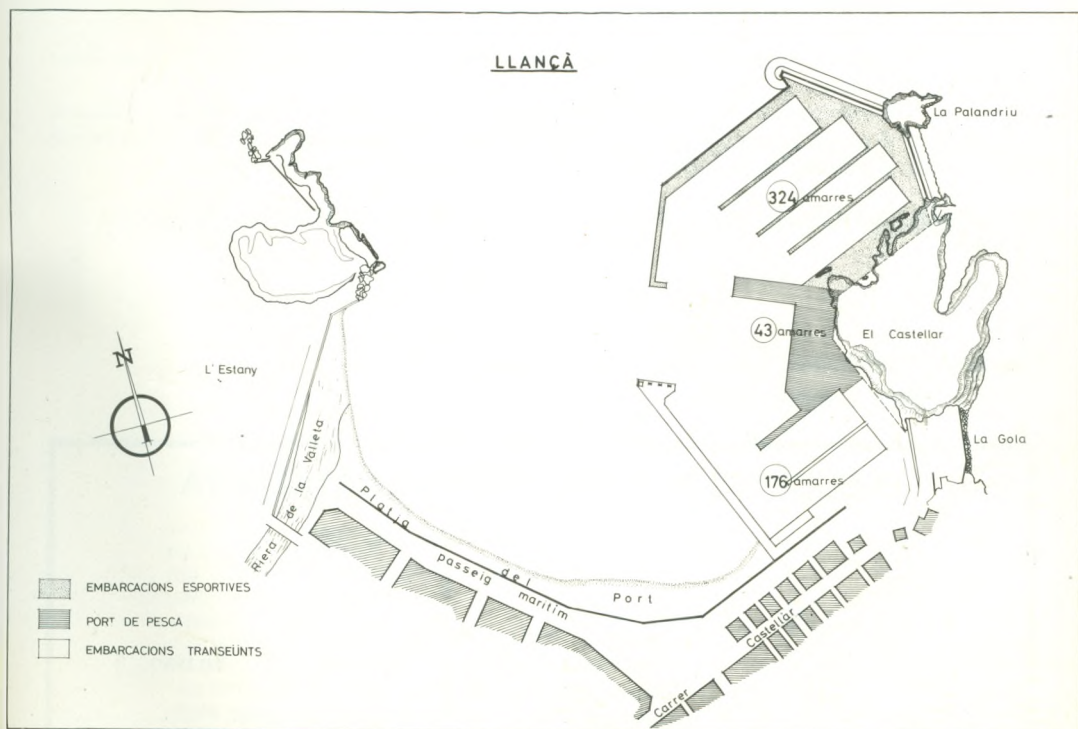 LLANÇÀ
La Palandriu
324 amarres
43 amarres
El Castellar
L'Estany
La Gola
176 amarres
Riera de la Valleta
Platja del Port
passeig marítim
Carrer Castellar
N
EMBARCACIONS ESPORTIVES
PORT DE PESCA
EMBARCACIONS TRANSEÜNTS